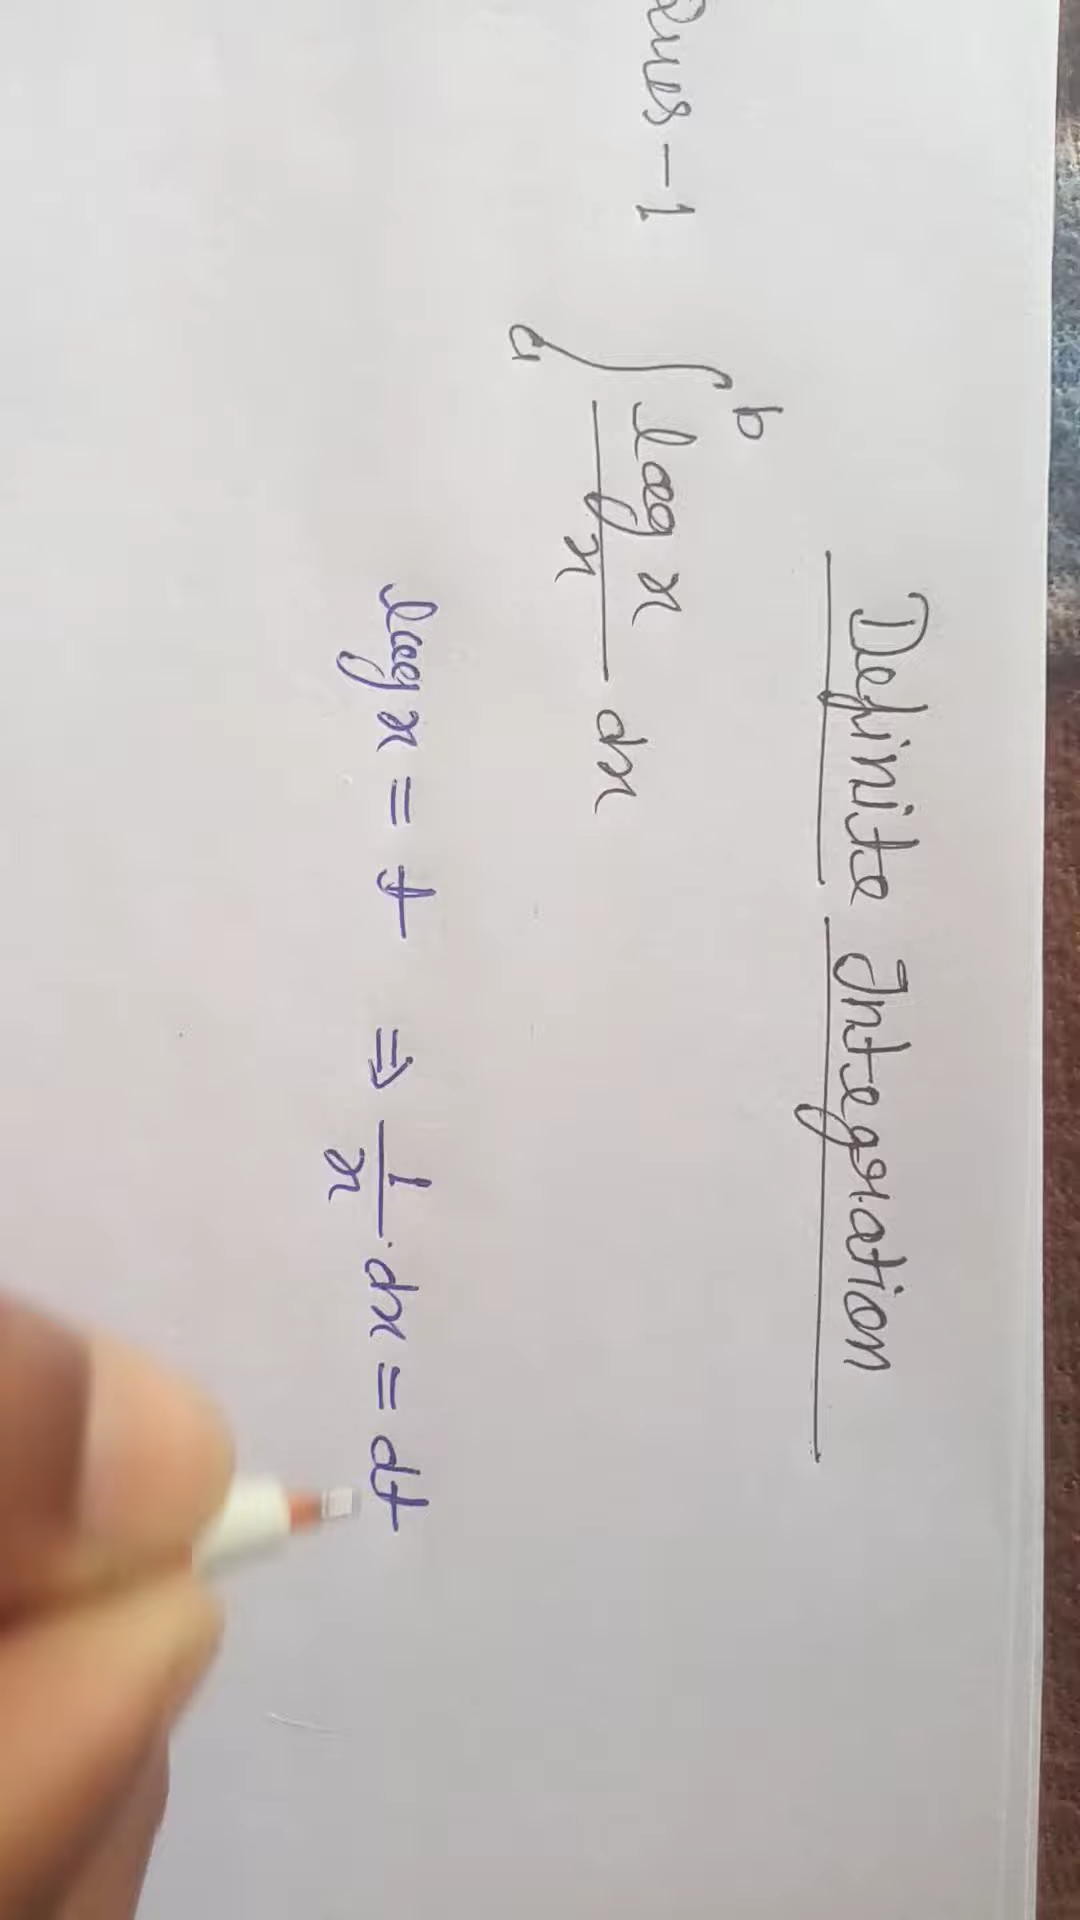 Definite Integration
Ques-1 ∫ₐᵇ log x / x dx
log x = t ⇒ 1/x . dx = dt